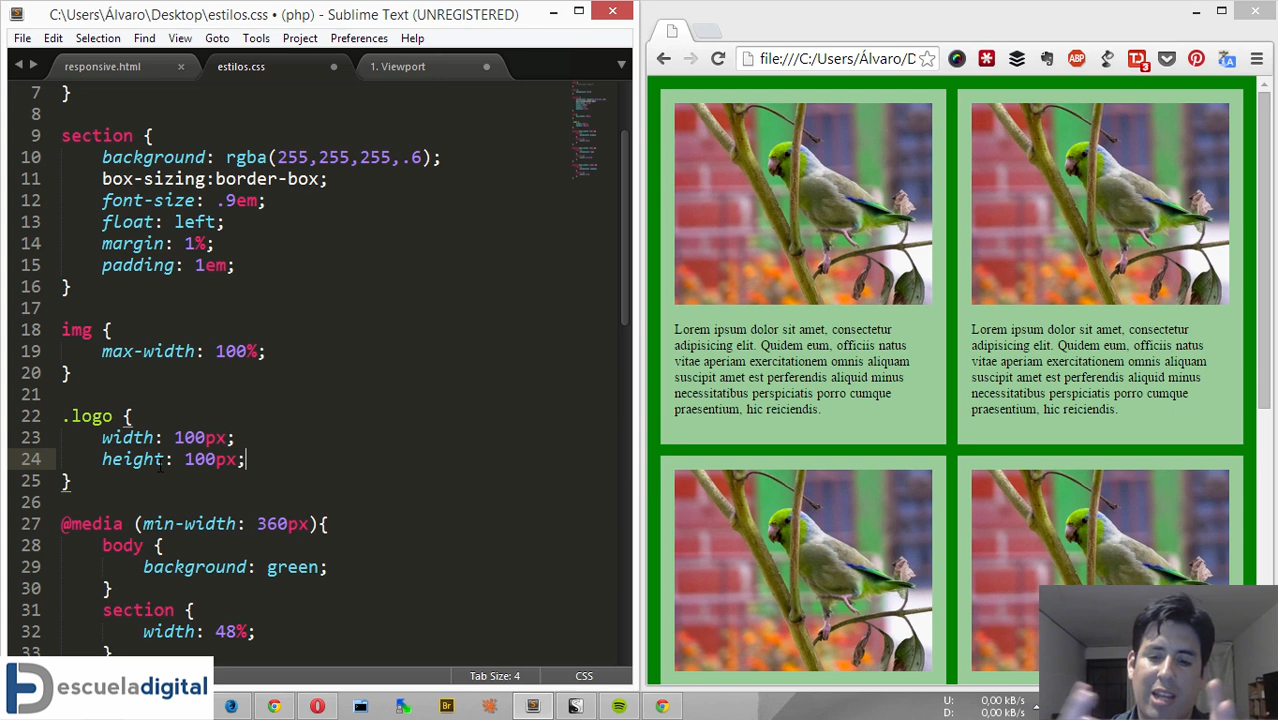 C:\Users\Álvaro\Desktop\estilos.css • (php) - Sublime Text (UNREGISTERED)
File Edit Selection Find View Goto Tools Project Preferences Help
responsive.html estilos.css 1. Viewport
7 }
8
9 section {
10 background: rgba(255,255,255,.6);
11 box-sizing:border-box;
12 font-size: .9em;
13 float: left;
14 margin: 1%;
15 padding: 1em;
16 }
17
18 img {
19 max-width: 100%;
20 }
21
22 .logo {
23 width: 100px;
24 height: 100px;
25 }
26
27 @media (min-width: 360px){
28 body {
29 background: green;
30 }
31 section {
32 width: 48%;
33 }
Tab Size: 4 CSS
escueladigital
file:///C:/Users/Álvaro/D
ABP
3
Lorem ipsum dolor sit amet, consectetur
adipisicing elit. Quidem eum, officiis natus
vitae aperiam exercitationem omnis aliquam
suscipit amet est perferendis aliquid minus
necessitatibus perspiciatis porro cumque
praesentium, hic reiciendis.
Lorem ipsum dolor sit amet, consectetur
adipisicing elit. Quidem eum, officiis natus
vitae aperiam exercitationem omnis aliquam
suscipit amet est perferendis aliquid minus
necessitatibus perspiciatis porro cumque
praesentium, hic reiciendis.
Br
U: 0,00 kB/s
D: 0,00 kB/s